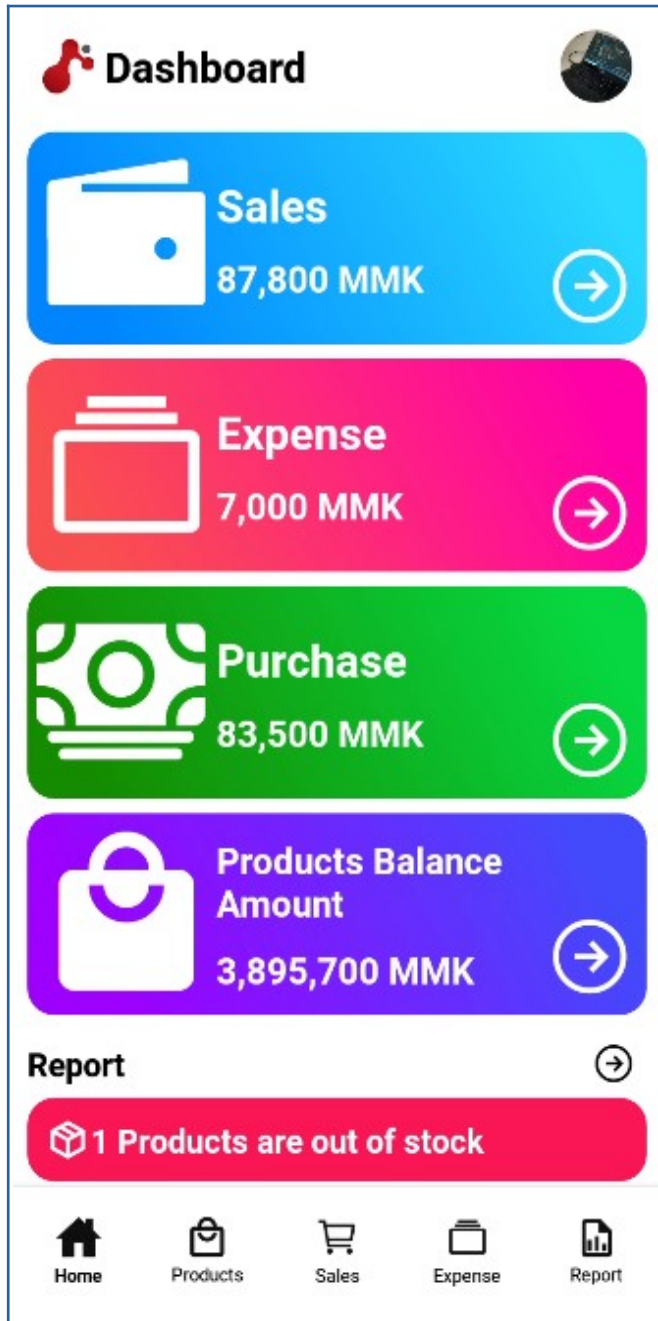 Dashboard
Sales
87,800 MMK
Expense
7,000 MMK
Purchase
83,500 MMK
Products Balance
Amount
3,895,700 MMK
Report
1 Products are out of stock
Home
Products
Sales
Expense
Report